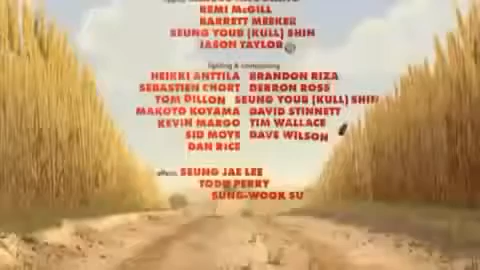 REMI McGILL
BARRETT MEEKER
SEUNG YOUB (KULL) SHIN
JASON TAYLOR
lighting & compositing
HEIKKI ANTTILA BRANDON RIZA
SEBASTIEN CHORT DERRON ROSS
TOM DILLON SEUNG YOUB (KULL) SHIN
MAKOTO KOYAMA DAVID STINNETT
KEVIN MARGO TIM WALLACE
SID MOYE DAVE WILSON
DAN RICE
effects SEUNG JAE LEE
TODD PERRY
SUNG-WOOK SU